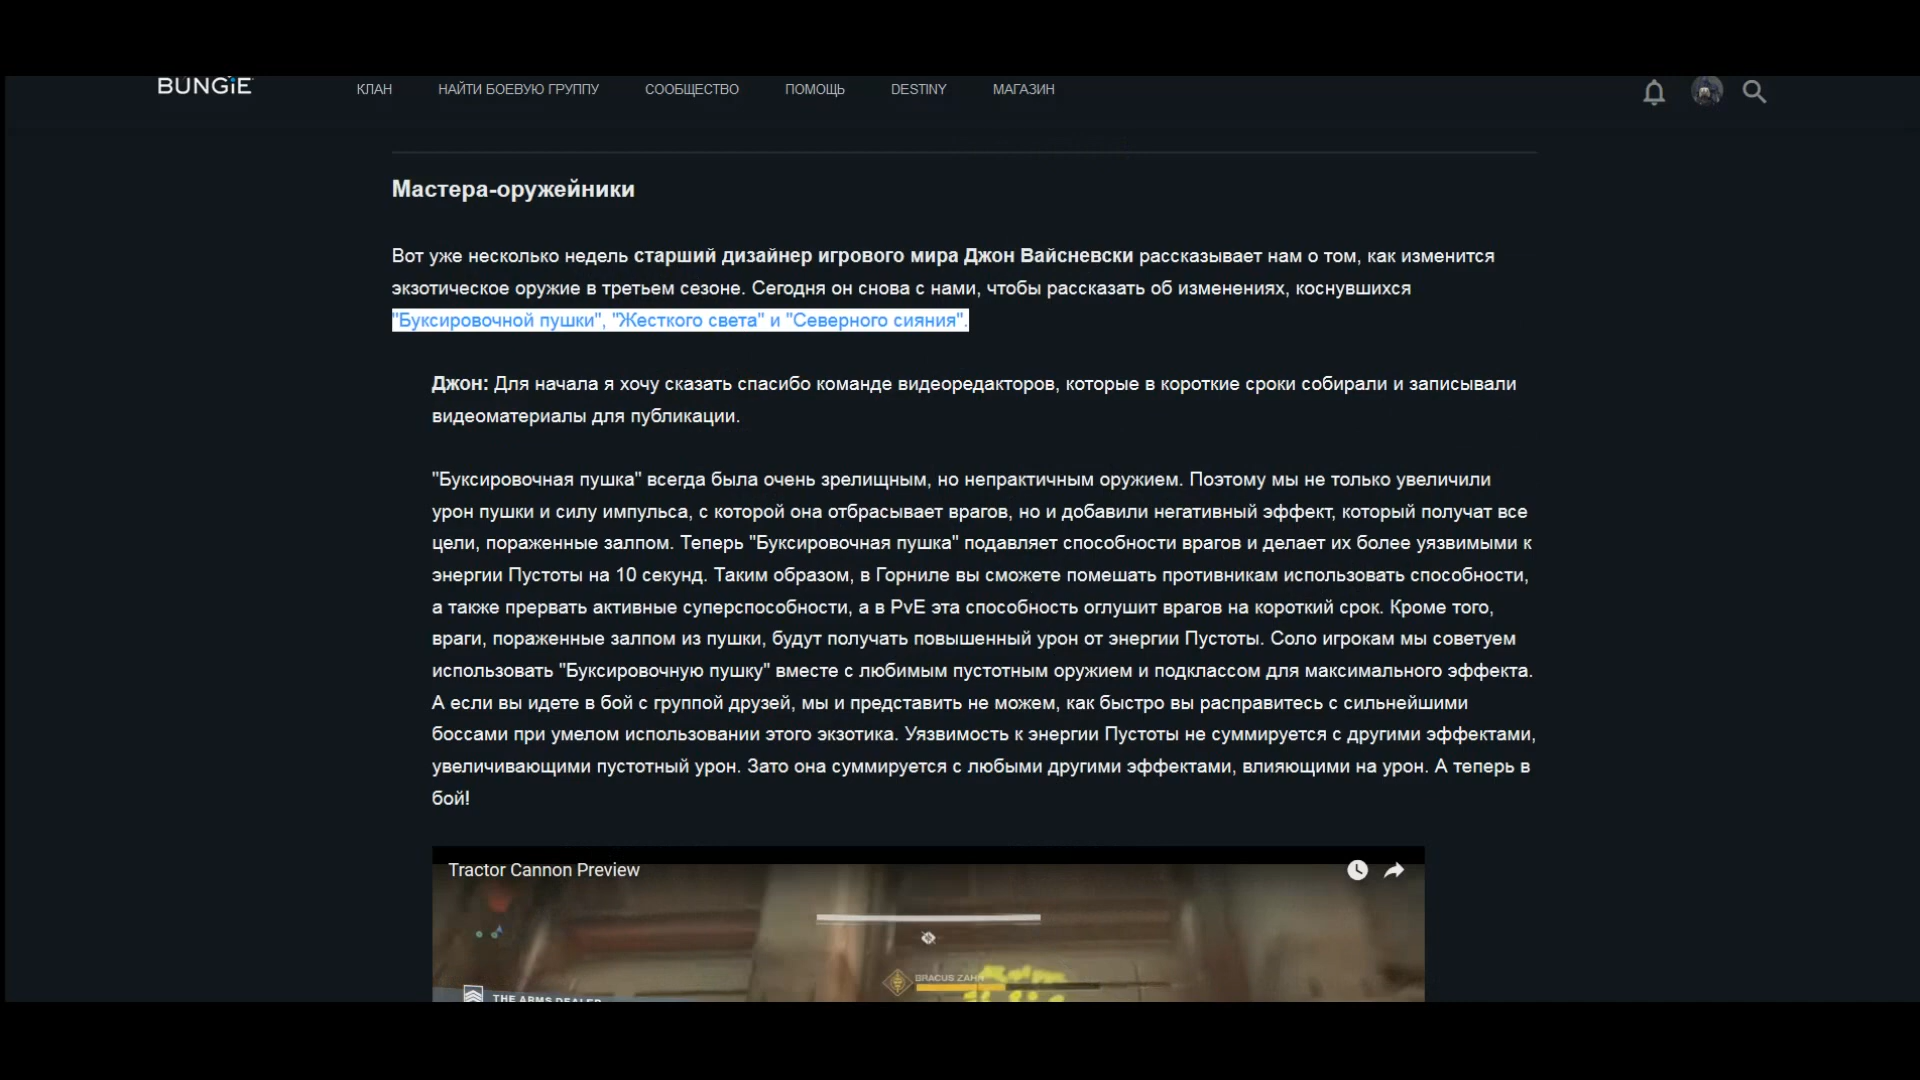 BUNGiE
КЛАН
НАЙТИ БОЕВУЮ ГРУППУ
СООБЩЕСТВО
ПОМОЩЬ
DESTINY
МАГАЗИН
Мастера-оружейники
Вот уже несколько недель старший дизайнер игрового мира Джон Вайсневски рассказывает нам о том, как изменится
экзотическое оружие в третьем сезоне. Сегодня он снова с нами, чтобы рассказать об изменениях, коснувшихся
"Буксировочной пушки", "Жесткого света" и "Северного сияния".
Джон: Для начала я хочу сказать спасибо команде видеоредакторов, которые в короткие сроки собирали и записывали
видеоматериалы для публикации.
"Буксировочная пушка" всегда была очень зрелищным, но непрактичным оружием. Поэтому мы не только увеличили
урон пушки и силу импульса, с которой она отбрасывает врагов, но и добавили негативный эффект, который получат все
цели, пораженные залпом. Теперь "Буксировочная пушка" подавляет способности врагов и делает их более уязвимыми к
энергии Пустоты на 10 секунд. Таким образом, в Горниле вы сможете помешать противникам использовать способности,
а также прервать активные суперспособности, а в PvE эта способность оглушит врагов на короткий срок. Кроме того,
враги, пораженные залпом из пушки, будут получать повышенный урон от энергии Пустоты. Соло игрокам мы советуем
использовать "Буксировочную пушку" вместе с любимым пустотным оружием и подклассом для максимального эффекта.
А если вы идете в бой с группой друзей, мы и представить не можем, как быстро вы расправитесь с сильнейшими
боссами при умелом использовании этого экзотика. Уязвимость к энергии Пустоты не суммируется с другими эффектами,
увеличивающими пустотный урон. Зато она суммируется с любыми другими эффектами, влияющими на урон. А теперь в
бой!
Tractor Cannon Preview
BRACUS ZAHN
THE ARMS DEALER